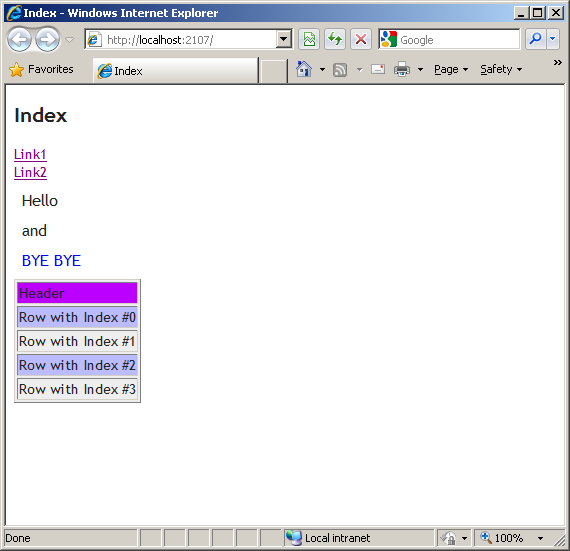 Index - Windows Internet Explorer
http://localhost:2107/
Google
Favorites
Index
Page
Safety
»
Index
Link1
Link2
Hello
and
BYE BYE
Header
Row with Index #0
Row with Index #1
Row with Index #2
Row with Index #3
Done
Local intranet
100%